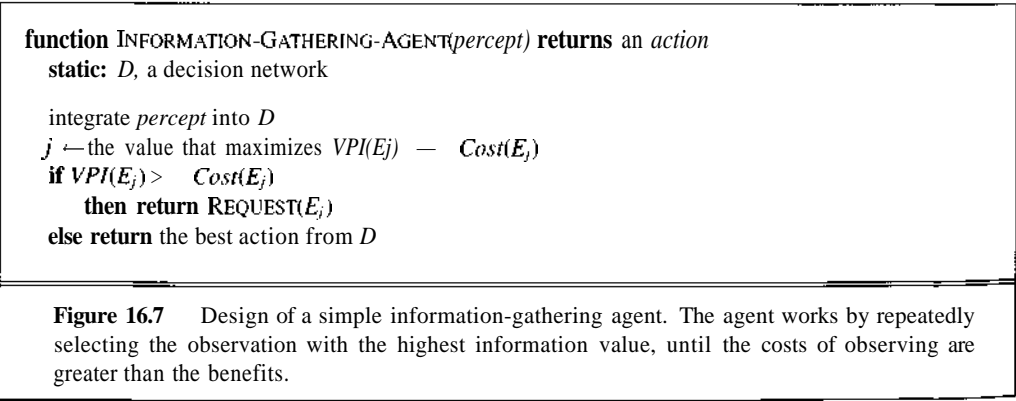 function INFORMATION-GATHERING-AGENT(percept) returns an action
static: D, a decision network
integrate percept into D
j ←the value that maximizes VPI(Ej) — Cost(Ej)
if VPI(Ej) > Cost(Ej)
then return REQUEST(Ej)
else return the best action from D
Figure 16.7 Design of a simple information-gathering agent. The agent works by repeatedly
selecting the observation with the highest information value, until the costs of observing are
greater than the benefits.